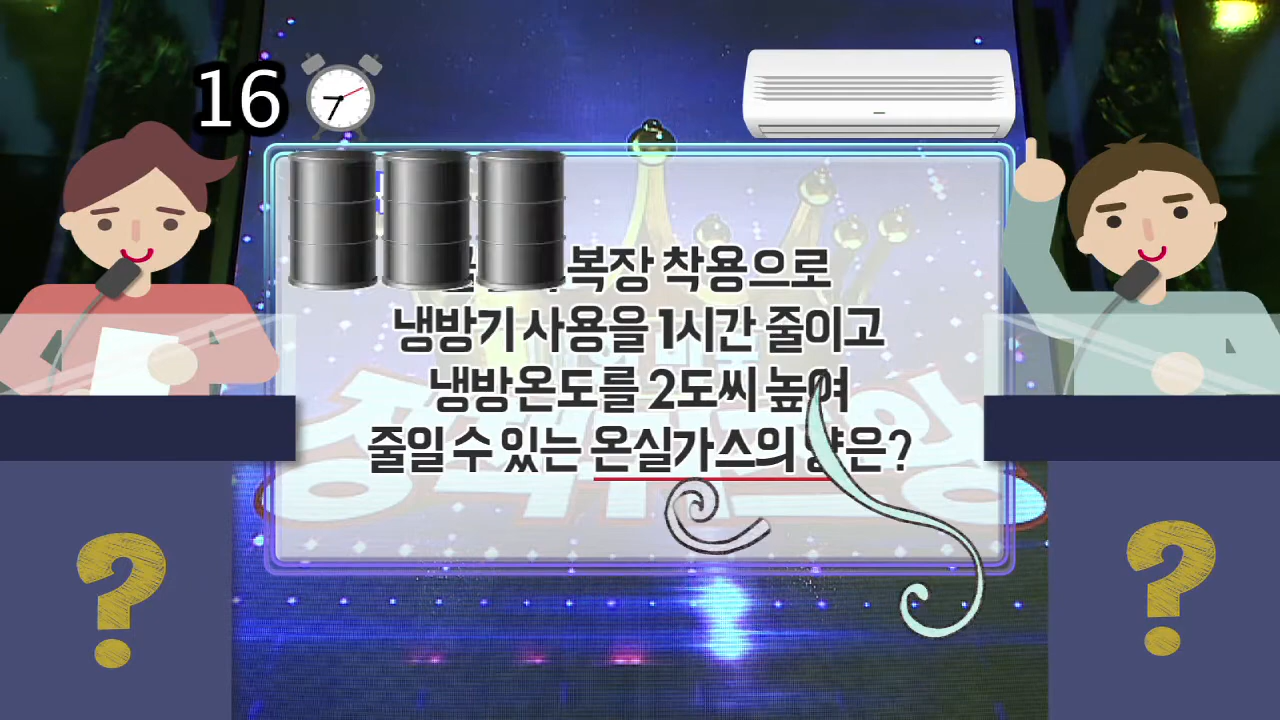 16
복장 착용으로
냉방기 사용을 1시간 줄이고
냉방온도를 2도씨 높여
줄일 수 있는 온실가스의 양은?